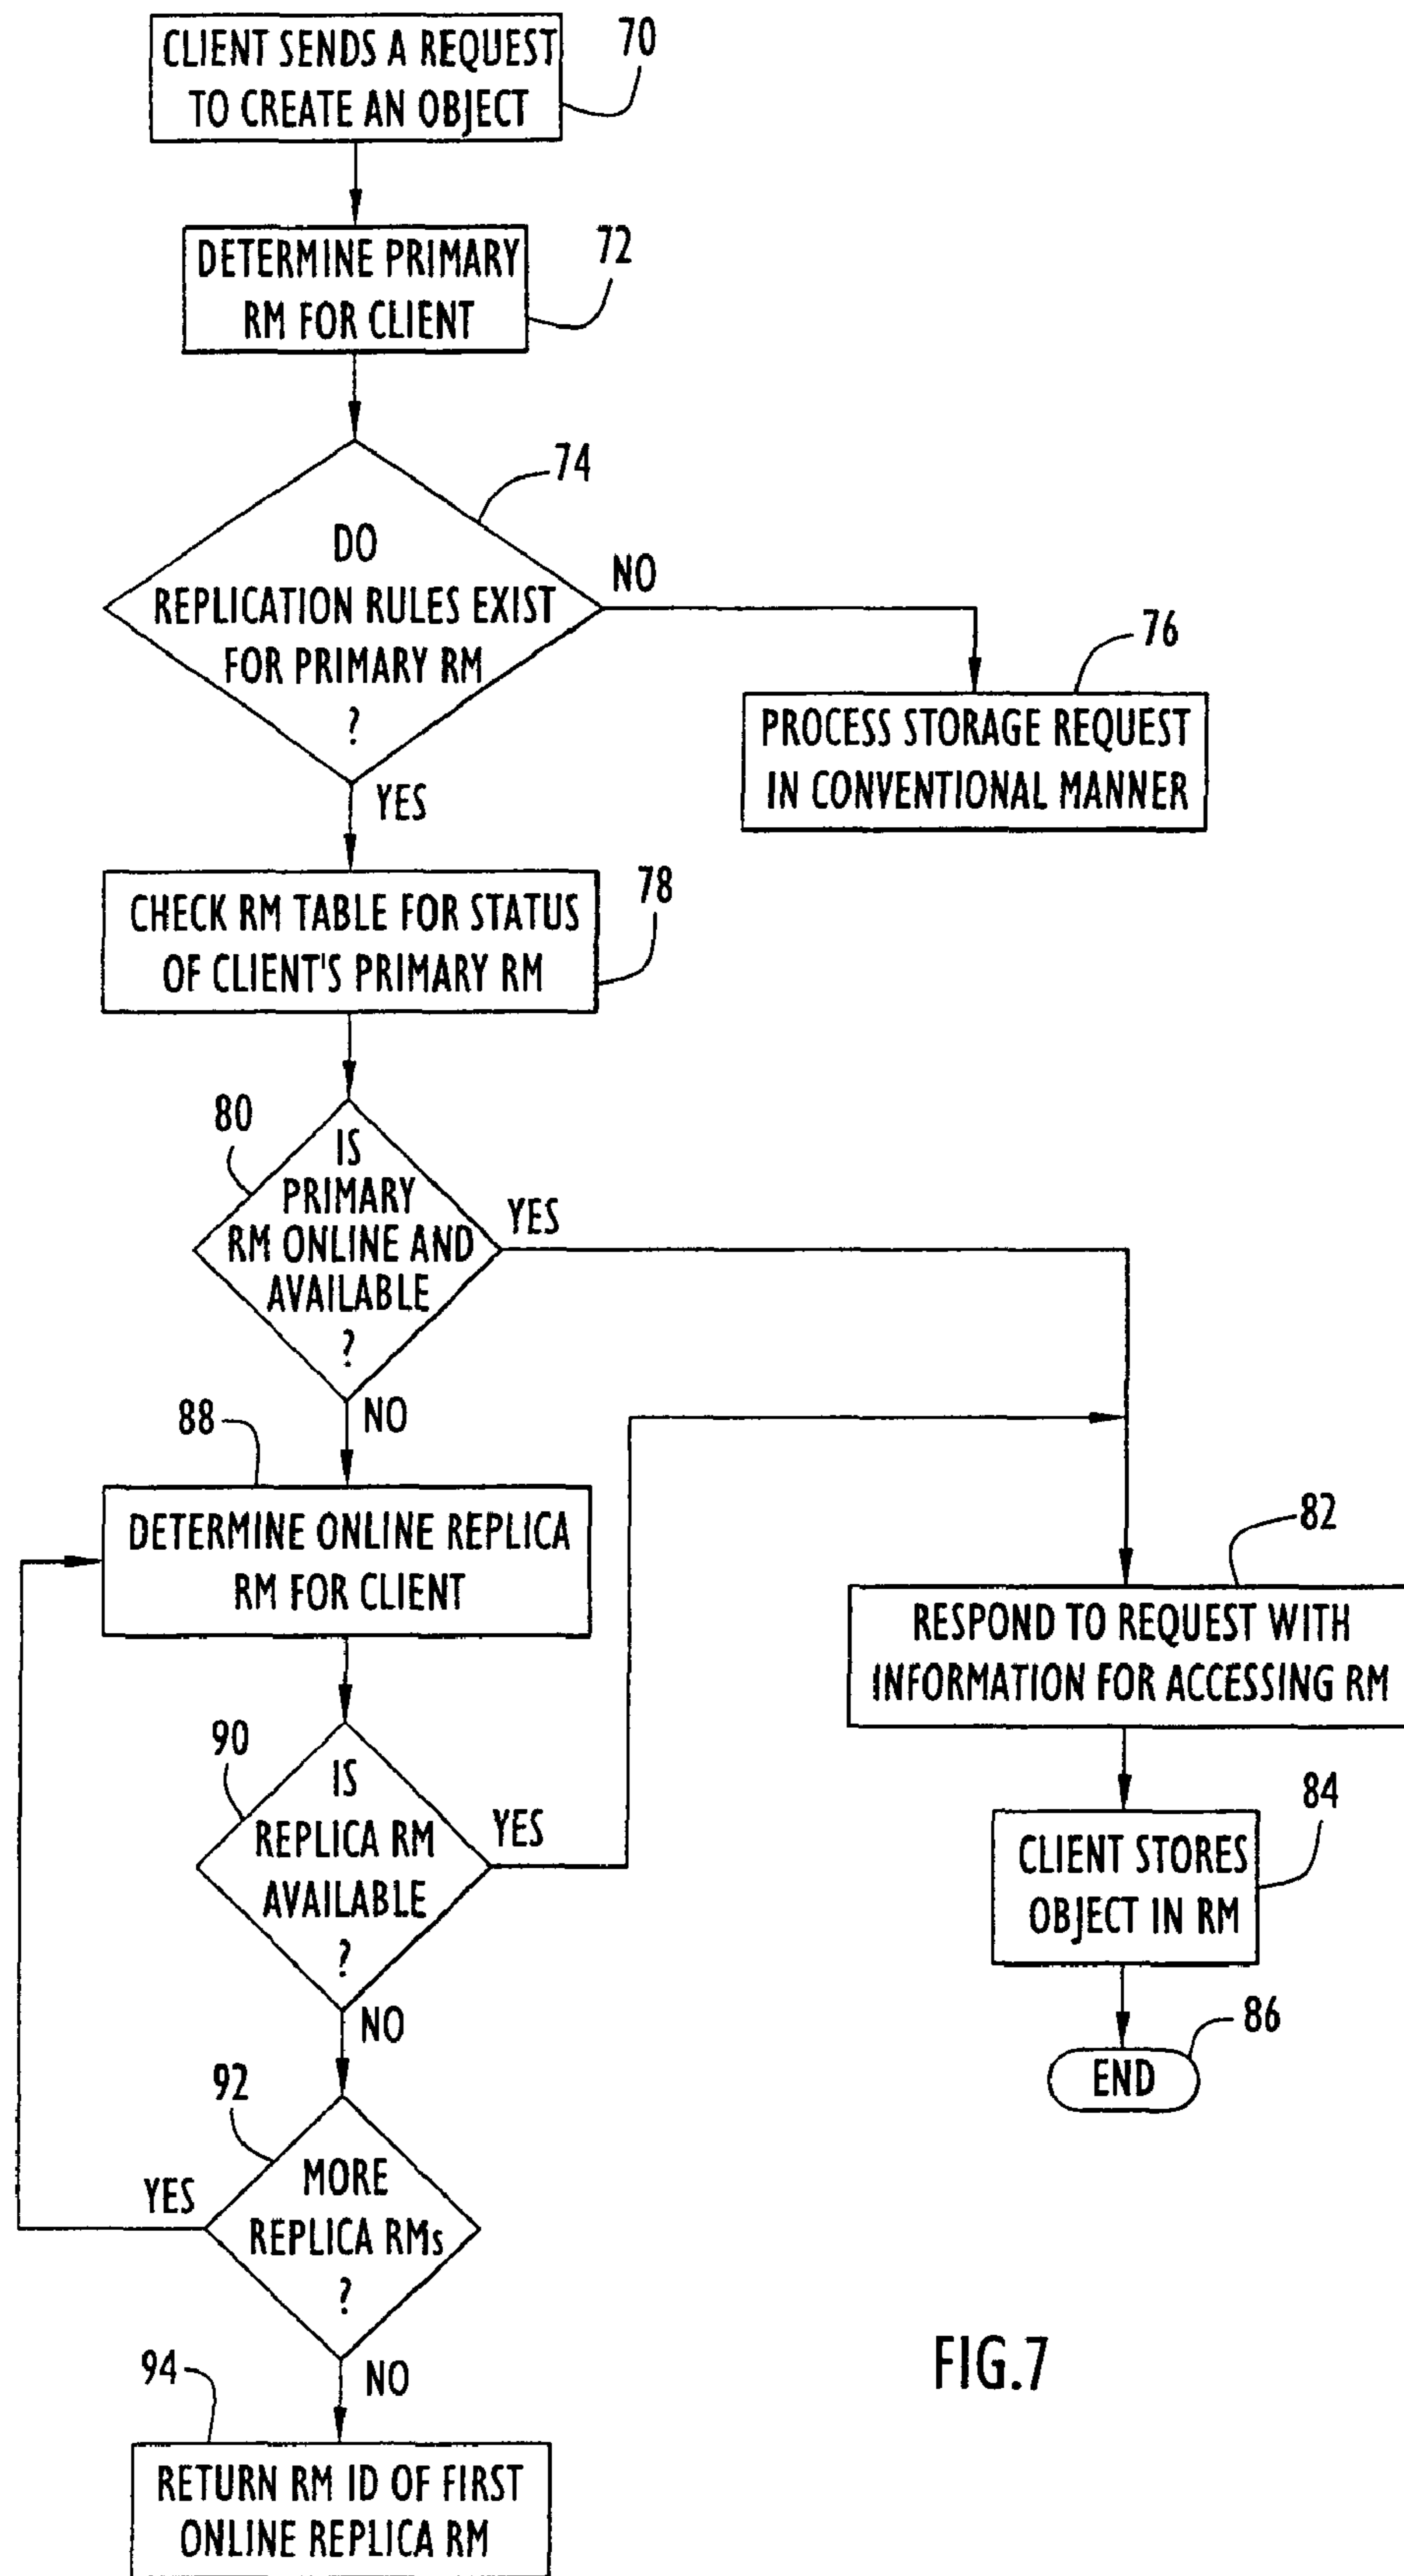 CLIENT SENDS A REQUEST
TO CREATE AN OBJECT
70
DETERMINE PRIMARY
RM FOR CLIENT
72
74
DO
REPLICATION RULES EXIST
FOR PRIMARY RM
?
NO
YES
76
PROCESS STORAGE REQUEST
IN CONVENTIONAL MANNER
CHECK RM TABLE FOR STATUS
OF CLIENT'S PRIMARY RM
78
80
IS
PRIMARY
RM ONLINE AND
AVAILABLE
?
YES
NO
88
DETERMINE ONLINE REPLICA
RM FOR CLIENT
82
RESPOND TO REQUEST WITH
INFORMATION FOR ACCESSING RM
90
IS
REPLICA RM
AVAILABLE
?
YES
NO
84
CLIENT STORES
OBJECT IN RM
86
END
92
MORE
REPLICA RMs
?
YES
NO
94
RETURN RM ID OF FIRST
ONLINE REPLICA RM
FIG.7